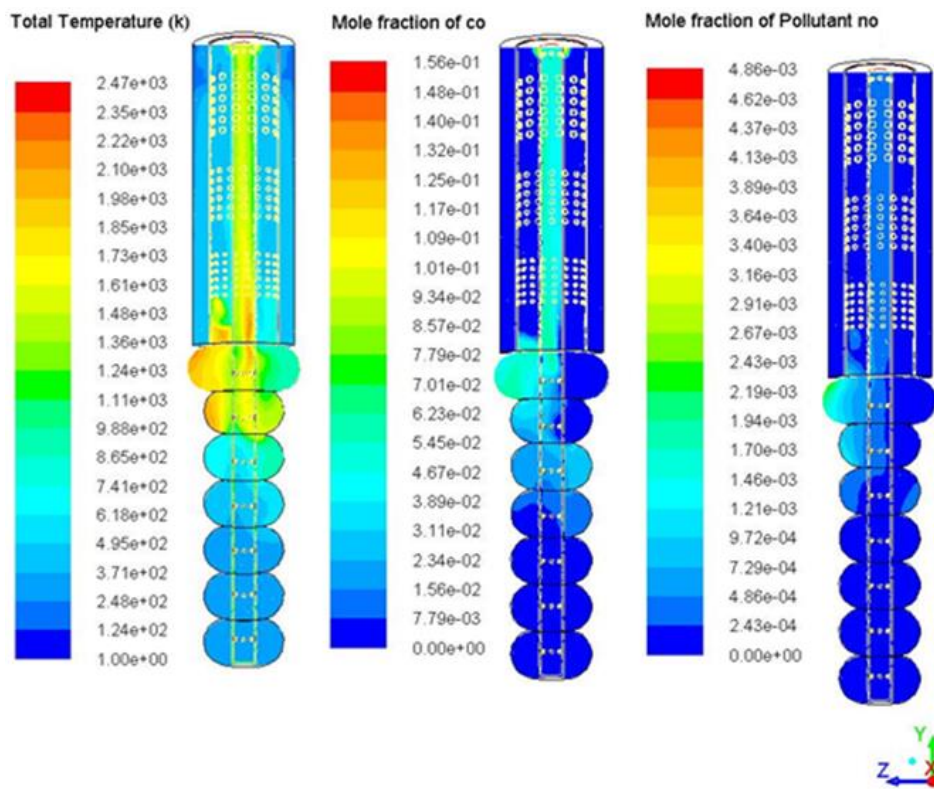 Total Temperature (k)
2.47e+03
2.35e+03
2.22e+03
2.10e+03
1.98e+03
1.85e+03
1.73e+03
1.61e+03
1.48e+03
1.36e+03
1.24e+03
1.11e+03
9.88e+02
8.65e+02
7.41e+02
6.18e+02
4.95e+02
3.71e+02
2.48e+02
1.24e+02
1.00e+00
Mole fraction of co
1.56e-01
1.48e-01
1.40e-01
1.32e-01
1.25e-01
1.17e-01
1.09e-01
1.01e-01
9.34e-02
8.57e-02
7.79e-02
7.01e-02
6.23e-02
5.45e-02
4.67e-02
3.89e-02
3.11e-02
2.34e-02
1.56e-02
7.79e-03
0.00e+00
Mole fraction of Pollutant no
4.86e-03
4.62e-03
4.37e-03
4.13e-03
3.89e-03
3.64e-03
3.40e-03
3.16e-03
2.91e-03
2.67e-03
2.43e-03
2.19e-03
1.94e-03
1.70e-03
1.46e-03
1.21e-03
9.72e-04
7.29e-04
4.86e-04
2.43e-04
0.00e+00
Y
Z
X